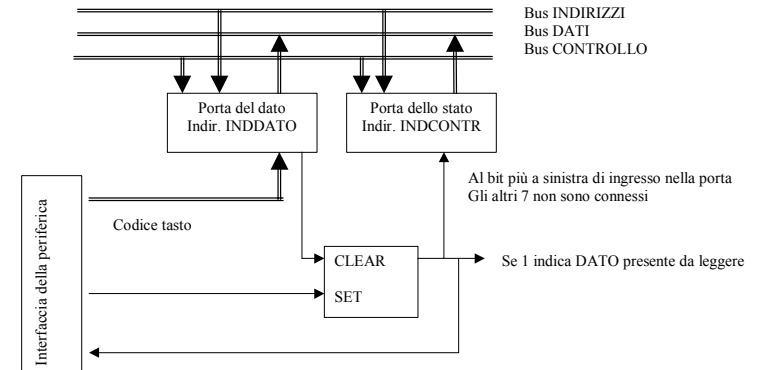 Bus INDIRIZZI
Bus DATI
Bus CONTROLLO
Porta del dato
Indir. INDDATO
Porta dello stato
Indir. INDCONTR
Al bit più a sinistra di ingresso nella porta
Gli altri 7 non sono connessi
Interfaccia della periferica
Codice tasto
CLEAR
SET
Se 1 indica DATO presente da leggere